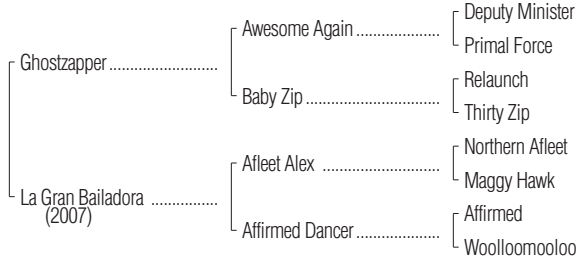 Deputy Minister
Awesome Again ....................
Primal Force
Ghostzapper ..........................
Relaunch
Baby Zip ................................
Thirty Zip
Northern Afleet
Afleet Alex ............................
Maggy Hawk
La Gran Bailadora ................
(2007)
Affirmed
Affirmed Dancer ....................
Woolloomooloo